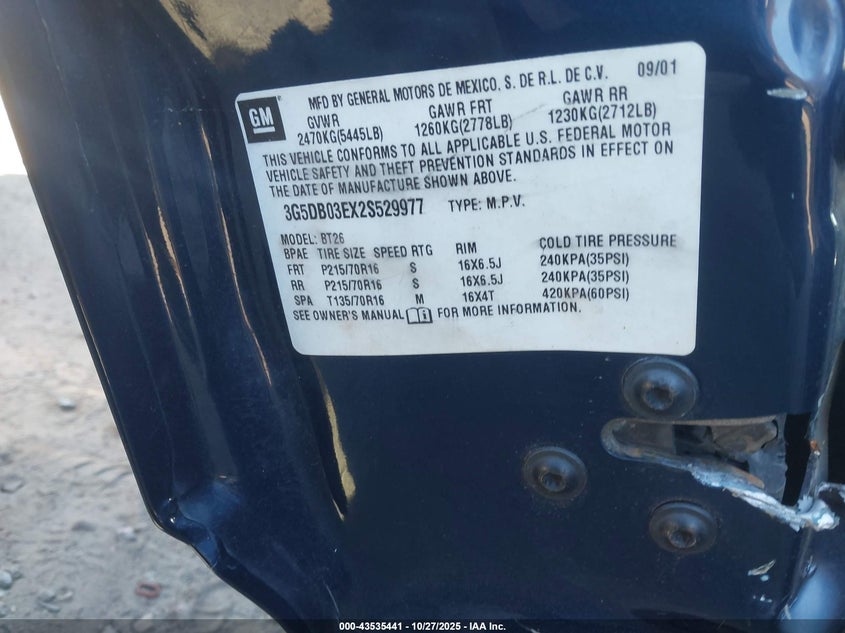 GM
MFD BY GENERAL MOTORS DE MEXICO, S. DE R.L. DE C.V. 09/01
GVWR GAWR FRT GAWR RR
2470KG(5445LB) 1260KG(2778LB) 1230KG(2712LB)
THIS VEHICLE CONFORMS TO ALL APPLICABLE U.S. FEDERAL MOTOR
VEHICLE SAFETY AND THEFT PREVENTION STANDARDS IN EFFECT ON
THE DATE OF MANUFACTURE SHOWN ABOVE.
3G5DB03EX2S529977 TYPE: M.P.V.
MODEL: BT26
BPAE TIRE SIZE SPEED RTG RIM COLD TIRE PRESSURE
FRT P215/70R16 S 16X6.5J 240KPA(35PSI)
RR P215/70R16 S 16X6.5J 240KPA(35PSI)
SPA T135/70R16 M 16X4T 420KPA(60PSI)
SEE OWNER'S MANUAL FOR MORE INFORMATION.
000-43535441 | 10/27/2025 - IAA Inc.